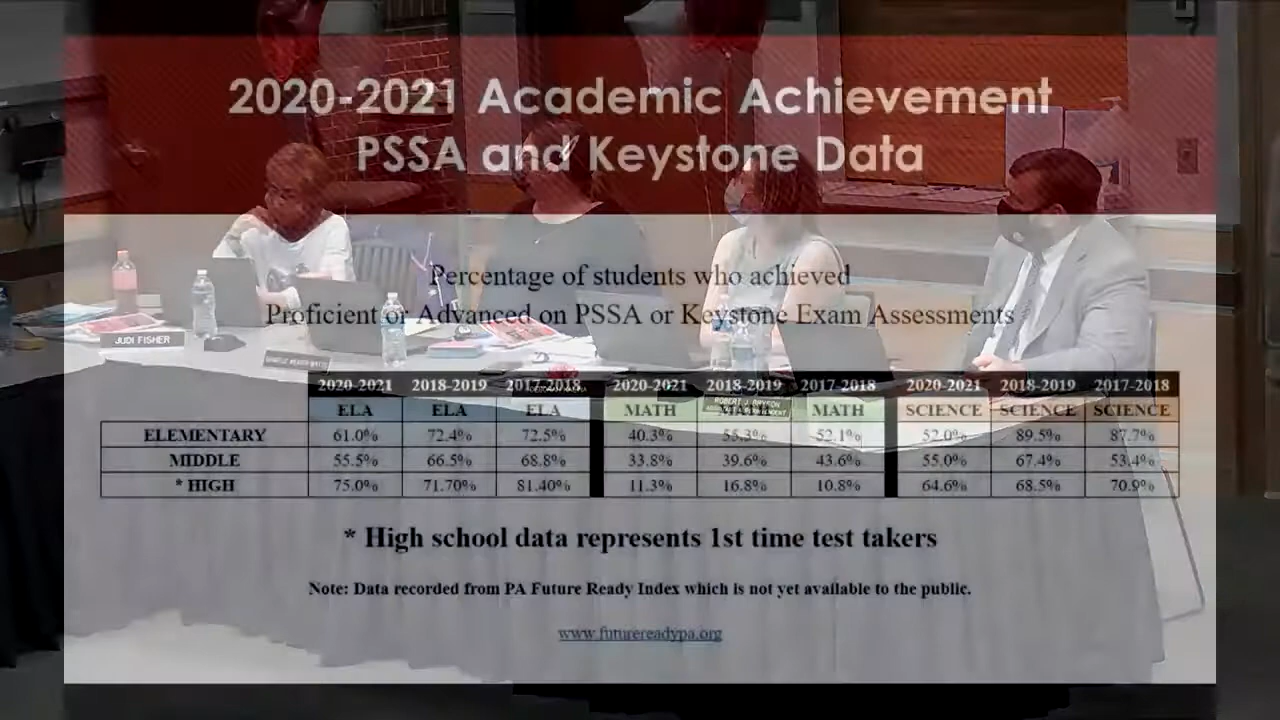 2020-2021 Academic Achievement
PSSA and Keystone Data
Percentage of students who achieved
Proficient or Advanced on PSSA or Keystone Exam Assessments
JUDI FISHER
2020-2021 2018-2019 2017-2018 2020-2021 2018-2019 2017-2018 2020-2021 2018-2019 2017-2018
ELA ELA ELA MATH MATH MATH SCIENCE SCIENCE SCIENCE
ROBERT J.
ELEMENTARY 61.0% 72.4% 72.5% 40.3% 55.3% 52.1% 52.0% 89.5% 87.7%
MIDDLE 55.5% 66.5% 68.8% 33.8% 39.6% 43.6% 55.0% 67.4% 53.4%
* HIGH 75.0% 71.70% 81.40% 11.3% 16.8% 10.8% 64.6% 68.5% 70.9%
* High school data represents 1st time test takers
Note: Data recorded from PA Future Ready Index which is not yet available to the public.
www.futurereadypa.org